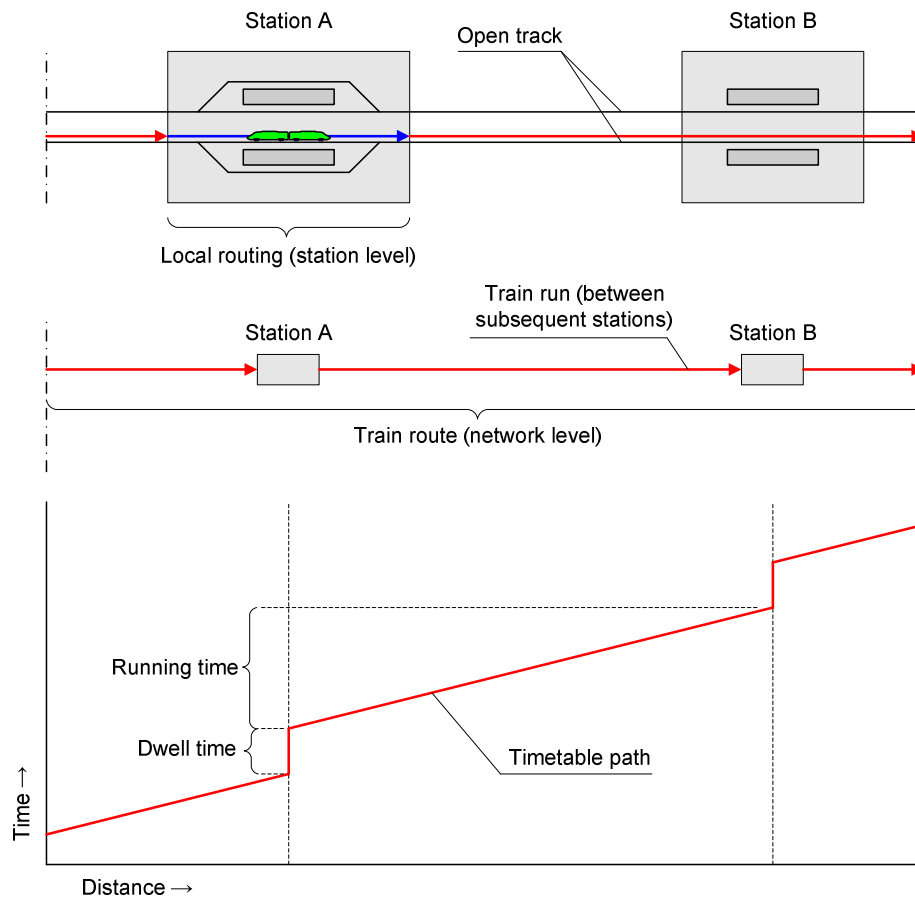 Station A
Station B
Open track
Local routing (station level)
Train run (between
subsequent stations)
Station A
Station B
Train route (network level)
Running time
Dwell time
Timetable path
Time →
Distance →